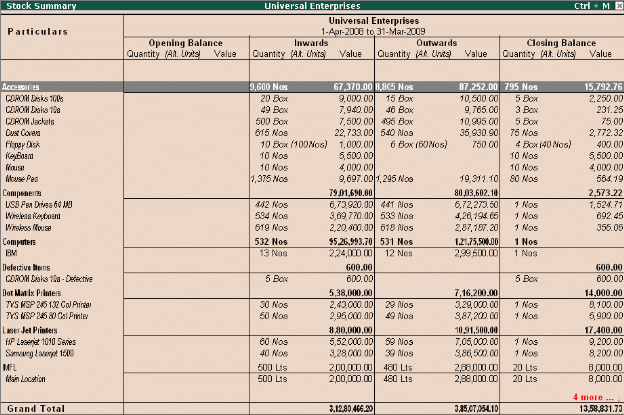 Stock Summary Universal Enterprises Ctrl + M
Universal Enterprises
Particulars 1-Apr-2008 to 31-Mar-2009
Opening Balance Inwards Outwards Closing Balance
Quantity (Alt. Units) Value Quantity (Alt. Units) Value Quantity (Alt. Units) Value Quantity (Alt. Units) Value
Accessories 9,600 Nos 67,370.00 8,805 Nos 87,252.00 795 Nos 15,792.76
CDROM Disks 100s 20 Box 9,000.00 15 Box 10,500.00 5 Box 2,250.00
CDROM Disks 10a 49 Box 7,940.00 46 Box 9,765.00 3 Box 231.25
CDROM Jackets 500 Box 7,500.00 495 Box 10,995.00 5 Box 75.00
Dust Covers 615 Nos 22,733.00 540 Nos 35,930.90 75 Nos 2,772.32
Floppy Disk 10 Box (100 Nos) 1,000.00 6 Box (60 Nos) 750.00 4 Box (40 Nos) 400.00
KeyBoard 10 Nos 5,500.00 10 Nos 5,500.00
Mouse 10 Nos 4,000.00 10 Nos 4,000.00
Mouse Pad 1,375 Nos 9,697.00 1,295 Nos 19,311.10 80 Nos 564.19
Components 79,01,690.00 80,03,602.10 2,573.22
USB Pen Drives 64 MB 442 Nos 6,73,920.00 441 Nos 6,72,273.50 1 Nos 1,524.71
Wireless Keyboard 534 Nos 3,69,770.00 533 Nos 4,26,194.65 1 Nos 692.45
Wireless Mouse 619 Nos 2,20,400.00 618 Nos 2,87,187.20 1 Nos 356.06
Computers 532 Nos 95,26,993.70 531 Nos 1,21,75,500.00 1 Nos
IBM 13 Nos 2,24,000.00 12 Nos 2,99,500.00 1 Nos
Defective Items 600.00 600.00
CDROM Disks 10a - Defective 5 Box 600.00 5 Box 600.00
Dot Matrix Printers 5,38,000.00 7,16,200.00 14,000.00
TVS MSP 245 132 Col Printer 30 Nos 2,43,000.00 29 Nos 3,29,000.00 1 Nos 8,100.00
TVS MSP 245 80 Col Printer 50 Nos 2,95,000.00 49 Nos 3,87,200.00 1 Nos 5,900.00
Laser Jet Printers 8,80,000.00 10,91,500.00 17,400.00
HP Laserjet 1010 Series 60 Nos 5,52,000.00 59 Nos 7,05,000.00 1 Nos 9,200.00
Samsung Laserjet 1500 40 Nos 3,28,000.00 39 Nos 3,86,500.00 1 Nos 8,200.00
MFL 500 Lts 2,00,000.00 480 Lts 2,88,000.00 20 Lts 8,000.00
Main Location 500 Lts 2,00,000.00 480 Lts 2,88,000.00 20 Lts 8,000.00
4 more ...
Grand Total 3,12,80,466.20 3,85,07,054.10 13,58,831.73